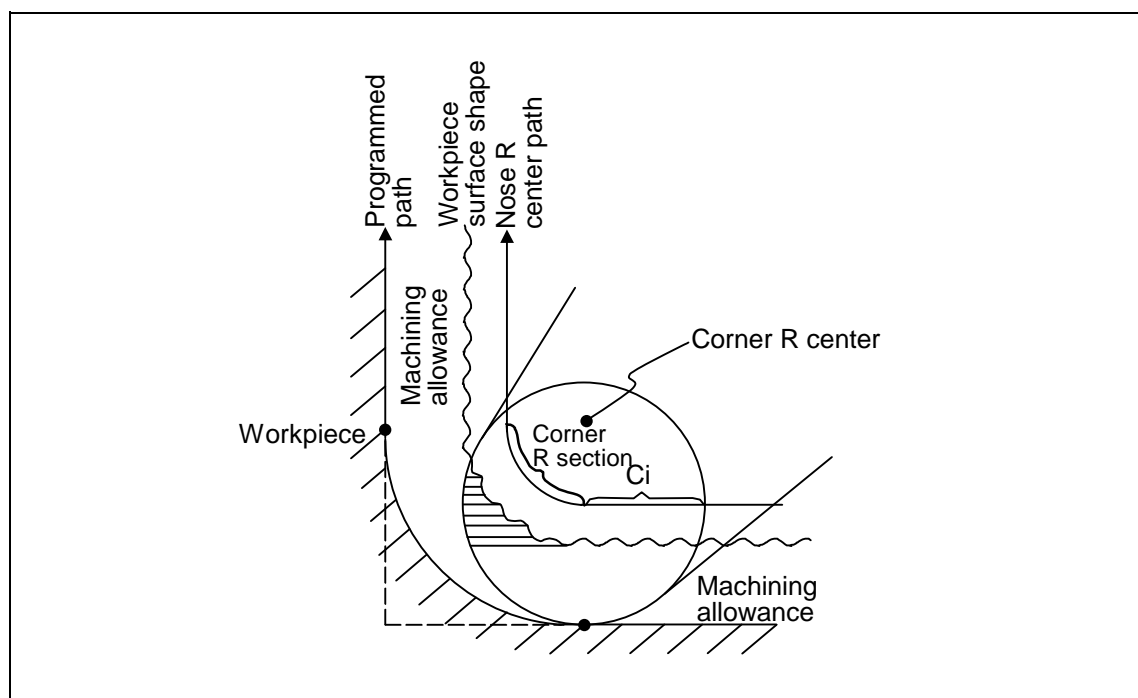 Programmed
path
Workpiece
surface shape
Nose R
center path
Machining
allowance
Corner R center
Workpiece
Corner
R section
Ci
Machining
allowance